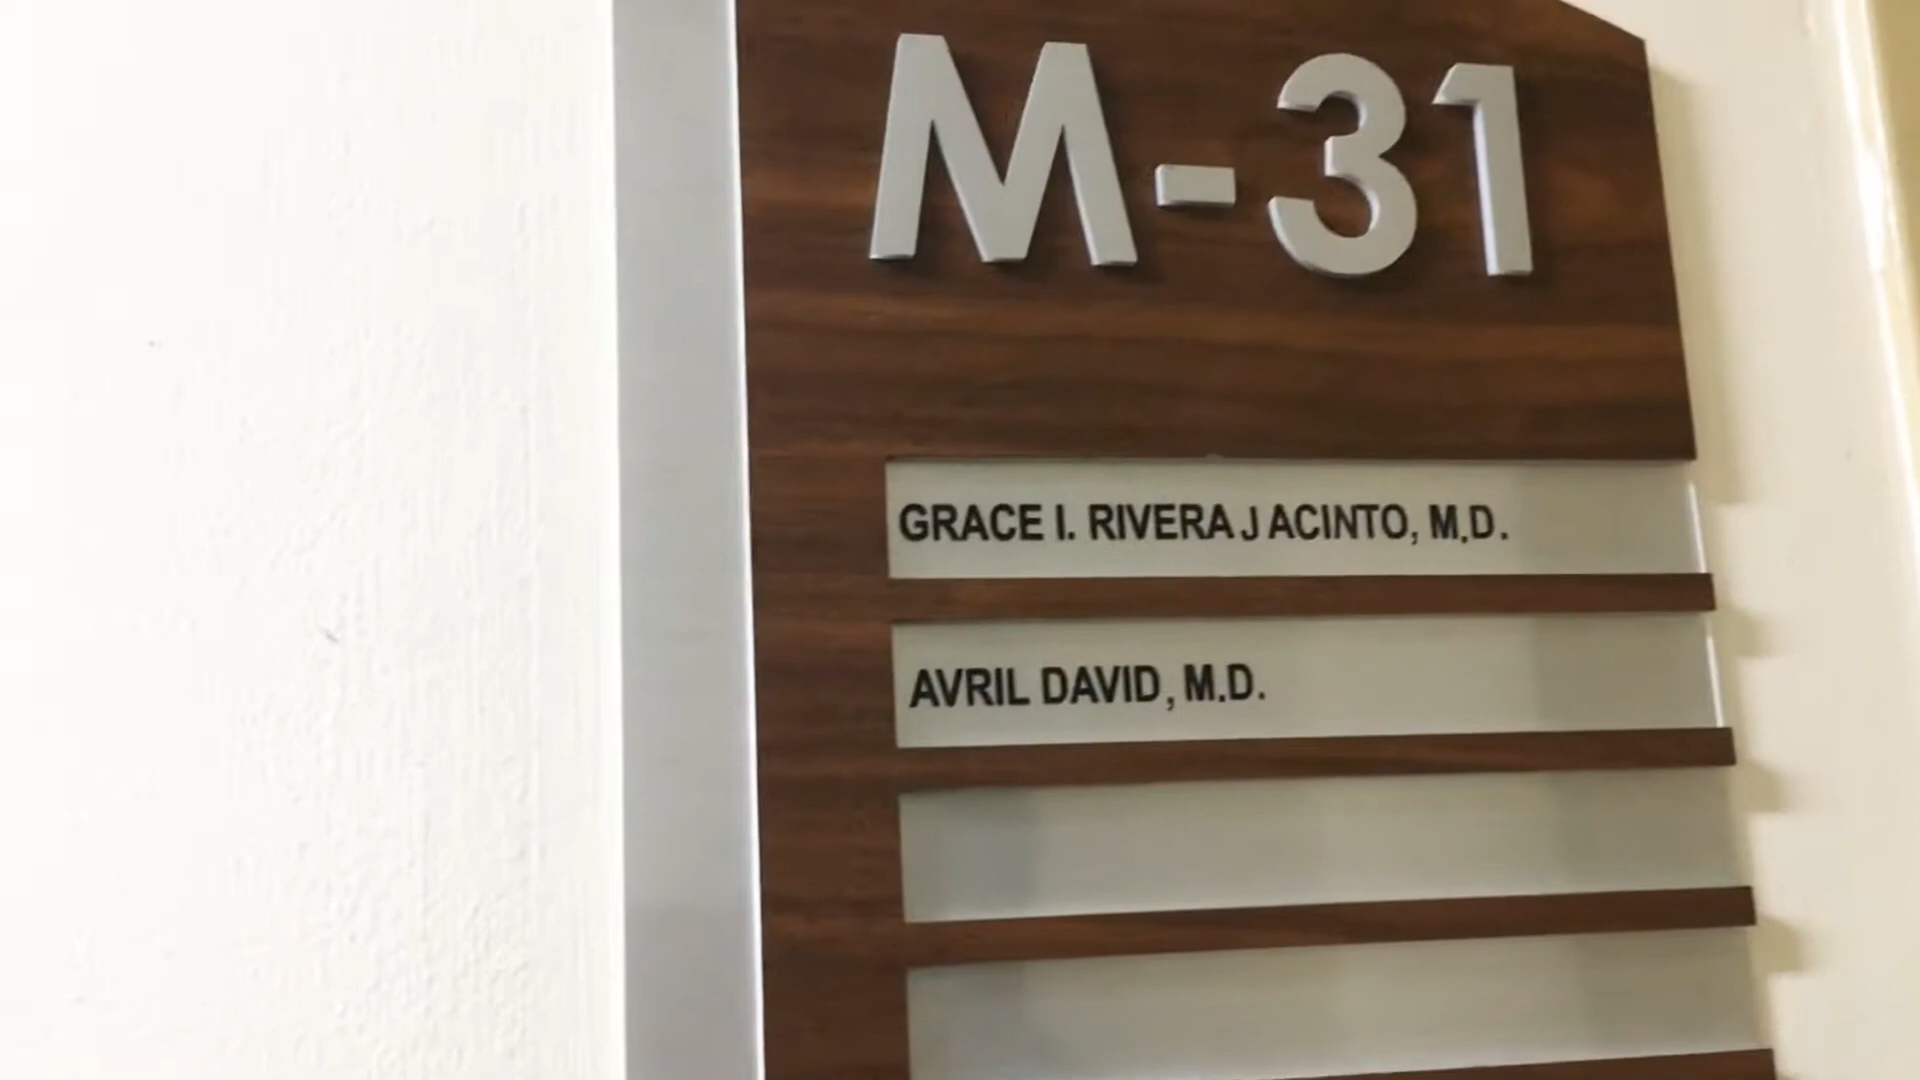 M-31
GRACE I. RIVERA JACINTO, M.D.
AVRIL DAVID, M.D.